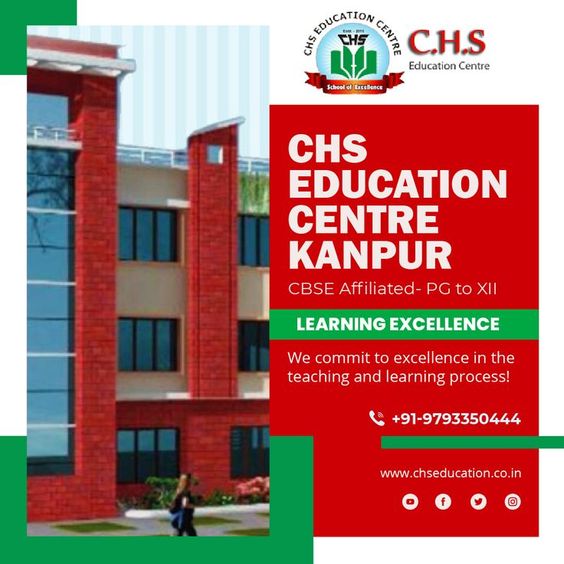 CHS EDUCATION CENTRE
CHS
School of Excellence
C.H.S
Education Centre
CHS
EDUCATION
CENTRE
KANPUR
CBSE Affiliated- PG to XII
LEARNING EXCELLENCE
We commit to excellence in the
teaching and learning process!
+91-9793350444
www.chseducation.co.in